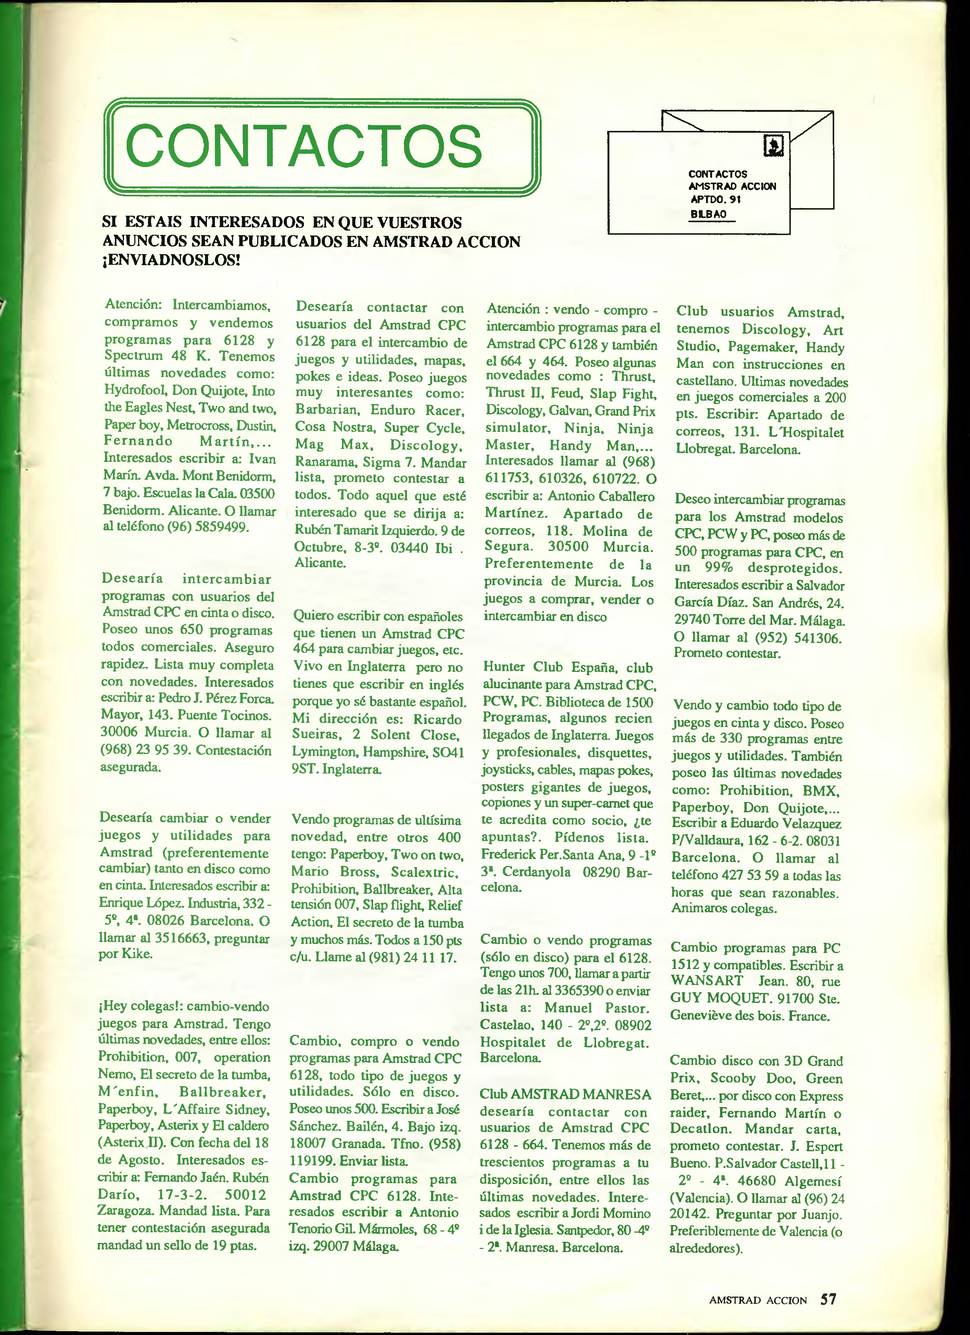 CONTACTOS
CONTACTOS
AMSTRAD ACCION
APTDO. 91
BILBAO
SI ESTAIS INTERESADOS EN QUE VUESTROS
ANUNCIOS SEAN PUBLICADOS EN AMSTRAD ACCION
¡ENVIADNOSLOS!
Atención: Intercambiamos,
compramos y vendemos
programas para 6128 y
Spectrum 48 K. Tenemos
últimas novedades como:
Hydrofool, Don Quijote, Into
the Eagles Nest, Two and two,
Paper boy, Metrocross, Dustin,
Fernando Martín,...
Interesados escribir a: Ivan
Marín. Avda. Mont Benidorm,
7 bajo. Escuelas la Cala. 03500
Benidorm. Alicante. O llamar
al teléfono (96) 5859499.
Desearía intercambiar
programas con usuarios del
Amstrad CPC en cinta o disco.
Poseo unos 650 programas
todos comerciales. Aseguro
rapidez. Lista muy completa
con novedades. Interesados
escribir a: Pedro J. Pérez Forca.
Mayor, 143. Puente Tocinos.
30006 Murcia. O llamar al
(968) 23 95 39. Contestación
asegurada.
Desearía cambiar o vender
juegos y utilidades para
Amstrad (preferentemente
cambiar) tanto en disco como
en cinta. Interesados escribir a:
Enrique López. Industria, 332 -
5º, 4ª. 08026 Barcelona. O
llamar al 3516663, preguntar
por Kike.
¡Hey colegas!: cambio-vendo
juegos para Amstrad. Tengo
últimas novedades, entre ellos:
Prohibition, 007, operation
Nemo, El secreto de la tumba,
M´enfin, Ballbreaker,
Paperboy, L´Affaire Sidney,
Paperboy, Asterix y El caldero
(Asterix II). Con fecha del 18
de Agosto. Interesados es-
cribir a: Fernando Jaén. Rubén
Darío, 17-3-2. 50012
Zaragoza. Mandad lista. Para
tener contestación asegurada
mandad un sello de 19 ptas.
Desearía contactar con
usuarios del Amstrad CPC
6128 para el intercambio de
juegos y utilidades, mapas,
pokes e ideas. Poseo juegos
muy interesantes como:
Barbarian, Enduro Racer,
Cosa Nostra, Super Cycle,
Mag Max, Discology,
Ranarama, Sigma 7. Mandar
lista, prometo contestar a
todos. Todo aquel que esté
interesado que se dirija a:
Rubén Tamarit Izquierdo. 9 de
Octubre, 8-3º. 03440 Ibi .
Alicante.
Quiero escribir con españoles
que tienen un Amstrad CPC
464 para cambiar juegos, etc.
Vivo en Inglaterra pero no
tienes que escribir en inglés
porque yo sé bastante español.
Mi dirección es: Ricardo
Sueiras, 2 Solent Close,
Lymington, Hampshire, SO41
9ST. Inglaterra.
Vendo programas de ultísima
novedad, entre otros 400
tengo: Paperboy, Two on two,
Mario Bross, Scalextric,
Prohibition, Ballbreaker, Alta
tensión 007, Slap flight, Relief
Action, El secreto de la tumba
y muchos más. Todos a 150 pts
c/u. Llame al (981) 24 11 17.
Cambio, compro o vendo
programas para Amstrad CPC
6128, todo tipo de juegos y
utilidades. Sólo en disco.
Poseo unos 500. Escribir a José
Sánchez. Bailén, 4. Bajo izq.
18007 Granada. Tfno. (958)
119199. Enviar lista.
Cambio programas para
Amstrad CPC 6128. Inte-
resados escribir a Antonio
Tenorio Gil. Mármoles, 68 - 4º
izq. 29007 Málaga.
Atención : vendo - compro -
intercambio programas para el
Amstrad CPC 6128 y también
el 664 y 464. Poseo algunas
novedades como : Thrust,
Thrust II, Feud, Slap Fight,
Discology, Galvan, Grand Prix
simulator, Ninja, Ninja
Master, Handy Man,...
Interesados llamar al (968)
611753, 610326, 610722. O
escribir a: Antonio Caballero
Martínez. Apartado de
correos, 118. Molina de
Segura. 30500 Murcia.
Preferentemente de la
provincia de Murcia. Los
juegos a comprar, vender o
intercambiar en disco
Hunter Club España, club
alucinante para Amstrad CPC,
PCW, PC. Biblioteca de 1500
Programas, algunos recien
llegados de Inglaterra. Juegos
y profesionales, disquettes,
joysticks, cables, mapas pokes,
posters gigantes de juegos,
copiones y un super-carnet que
te acredita como socio, ¿te
apuntas?. Pídenos lista.
Frederick Per.Santa Ana, 9 -1º
3ª. Cerdanyola 08290 Bar-
celona.
Cambio o vendo programas
(sólo en disco) para el 6128.
Tengo unos 700, llamar a partir
de las 21h. al 3365390 o enviar
lista a: Manuel Pastor.
Castelao, 140 - 2º,2º. 08902
Hospitalet de Llobregat.
Barcelona.
Club AMSTRAD MANRESA
desearía contactar con
usuarios de Amstrad CPC
6128 - 664. Tenemos más de
trescientos programas a tu
disposición, entre ellos las
últimas novedades. Intere-
sados escribir a Jordi Momino
i de la Iglesia. Santpedor, 80 -4º
- 2ª. Manresa. Barcelona.
Club usuarios Amstrad,
tenemos Discology, Art
Studio, Pagemaker, Handy
Man con instrucciones en
castellano. Ultimas novedades
en juegos comerciales a 200
pts. Escribir: Apartado de
correos, 131. L´Hospitalet
Llobregat. Barcelona.
Deseo intercambiar programas
para los Amstrad modelos
CPC, PCW y PC, poseo más de
500 programas para CPC, en
un 99% desprotegidos.
Interesados escribir a Salvador
García Díaz. San Andrés, 24.
29740 Torre del Mar. Málaga.
O llamar al (952) 541306.
Prometo contestar.
Vendo y cambio todo tipo de
juegos en cinta y disco. Poseo
más de 330 programas entre
juegos y utilidades. También
poseo las últimas novedades
como: Prohibition, BMX,
Paperboy, Don Quijote,...
Escribir a Eduardo Velazquez
P/Valldaura, 162 - 6-2. 08031
Barcelona. O llamar al
teléfono 427 53 59 a todas las
horas que sean razonables.
Animaros colegas.
Cambio programas para PC
1512 y compatibles. Escribir a
WANSART Jean. 80, rue
GUY MOQUET. 91700 Ste.
Geneviève des bois. France.
Cambio disco con 3D Grand
Prix, Scooby Doo, Green
Beret,... por disco con Express
raider, Fernando Martín o
Decatlon. Mandar carta,
prometo contestar. J. Espert
Bueno. P.Salvador Castell,11 -
2º - 4ª. 46680 Algemesí
(Valencia). O llamar al (96) 24
20142. Preguntar por Juanjo.
Preferiblemente de Valencia (o
alrededores).
AMSTRAD ACCION 57